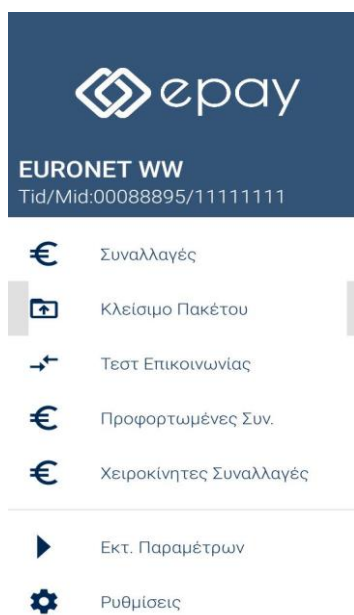 epay
EURONET WW
Tid/Mid:00088895/11111111
Συναλλαγές
Κλείσιμο Πακέτου
Τεστ Επικοινωνίας
Προφορτωμένες Συν.
Χειροκίνητες Συναλλαγές
Εκτ. Παραμέτρων
Ρυθμίσεις